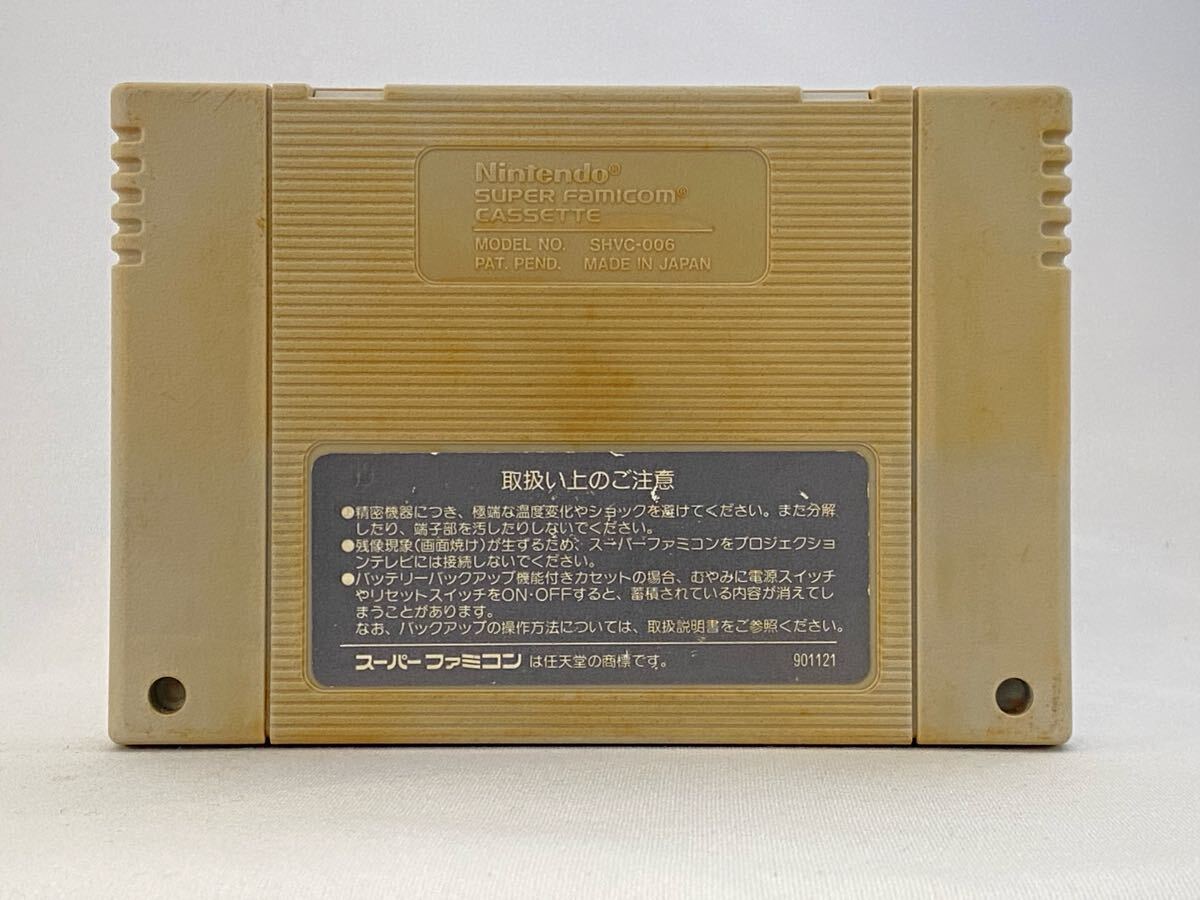 Nintendo®
SUPER FAMICOM®
CASSETTE
MODEL NO. SHVC-006
PAT. PEND. MADE IN JAPAN
取扱い上のご注意
●精密機器につき、極端な温度変化やショックを避けてください。また分解
したり、端子部を汚したりしないでください。
●残像現象(画面焼け)が生ずるため、スーパーファミコンをプロジェクショ
ンテレビには接続しないでください。
●バッテリーバックアップ機能付きカセットの場合、むやみに電源スイッチ
やリセットスイッチをON・OFFすると、蓄積されている内容が消えてし
まうことがあります。
なお、バックアップの操作方法については、取扱説明書をご参照ください。
スーパーファミコンは任天堂の商標です。 901121